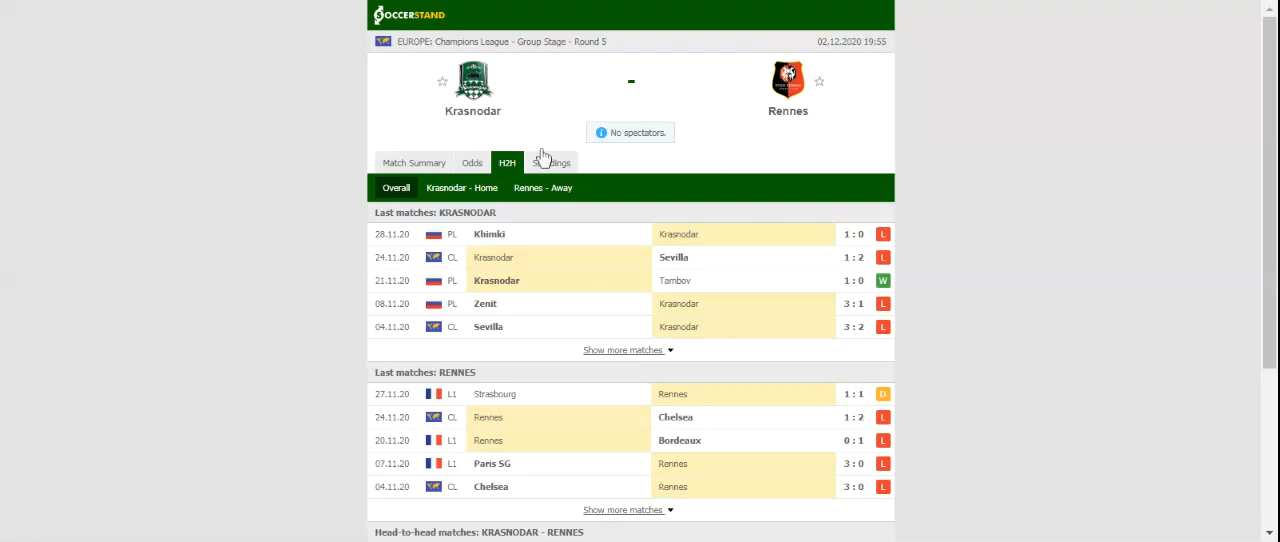 SOCCERSTAND
EUROPE: Champions League - Group Stage - Round 5 02.12.2020 19:55
-
Krasnodar Rennes
No spectators.
Match Summary Odds H2H
Overall Krasnodar - Home Rennes - Away
Last matches: KRASNODAR
28.11.20 PL Khimki Krasnodar 1 : 0 L
24.11.20 CL Krasnodar Sevilla 1 : 2 L
21.11.20 PL Krasnodar Tambov 1 : 0 W
08.11.20 PL Zenit Krasnodar 3 : 1 L
04.11.20 CL Sevilla Krasnodar 3 : 2 L
Show more matches
Last matches: RENNES
27.11.20 L1 Strasbourg Rennes 1 : 1 D
24.11.20 CL Rennes Chelsea 1 : 2 L
20.11.20 L1 Rennes Bordeaux 0 : 1 L
07.11.20 L1 Paris SG Rennes 3 : 0 L
04.11.20 CL Chelsea Rennes 3 : 0 L
Show more matches
Head-to-head matches: KRASNODAR - RENNES